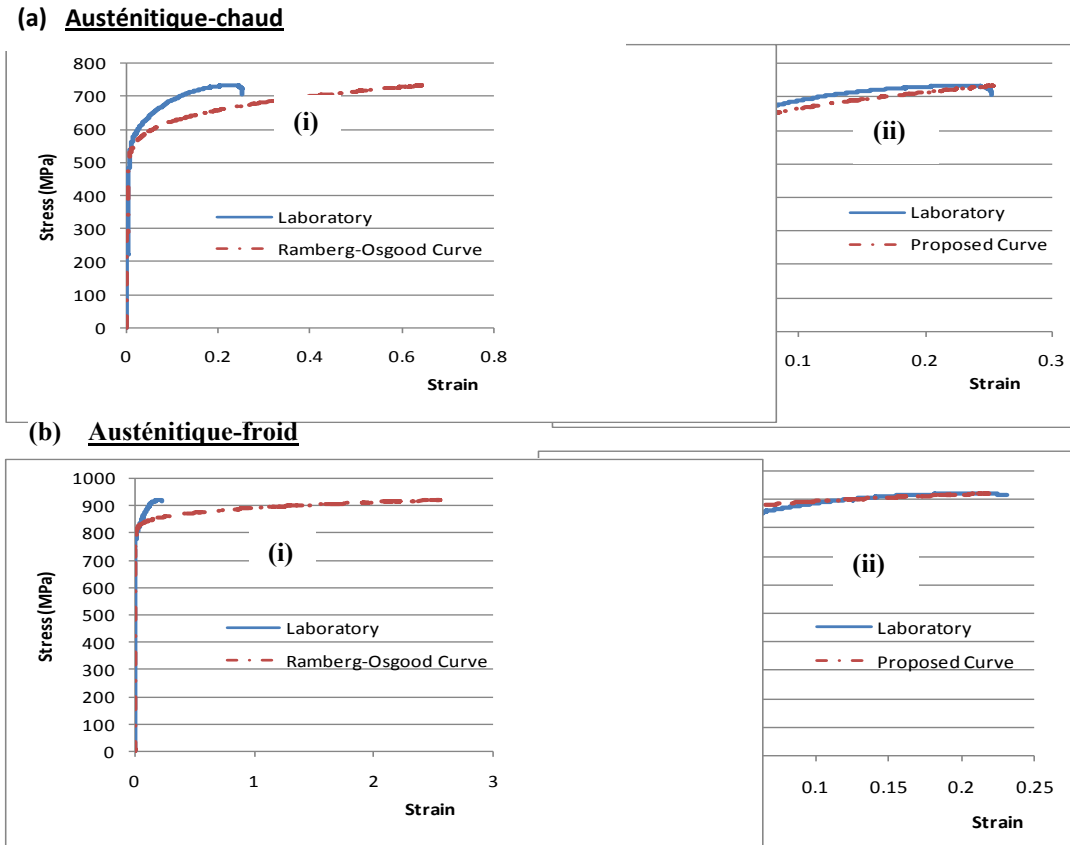 (a) Austénitique-chaud
800
700
600
500
400
300
200
100
0
Stress (MPa)
(i)
Laboratory
Ramberg-Osgood Curve
0 0.2 0.4 0.6 0.8
Strain
(ii)
Laboratory
Proposed Curve
0.1 0.2 0.3
Strain
(b) Austénitique-froid
1000
900
800
700
600
500
400
300
200
100
0
Stress (MPa)
(i)
Laboratory
Ramberg-Osgood Curve
0 1 2 3
Strain
(ii)
Laboratory
Proposed Curve
0.1 0.15 0.2 0.25
Strain